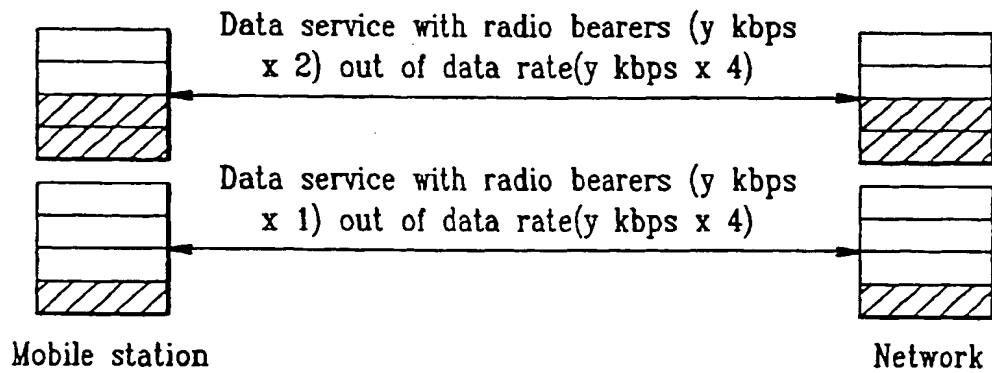 Data service with radio bearers (y kbps
x 2) out of data rate(y kbps x 4)
Data service with radio bearers (y kbps
x 1) out of data rate(y kbps x 4)
Mobile station
Network